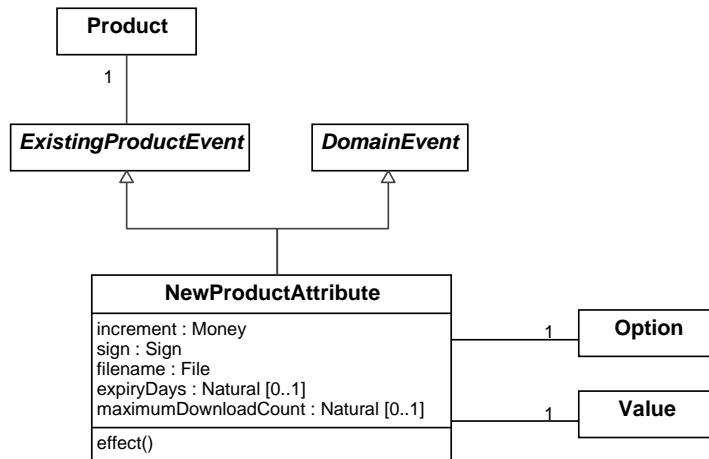 Product
1
ExistingProductEvent
DomainEvent
NewProductAttribute
increment : Money
sign : Sign
filename : File
expiryDays : Natural [0..1]
maximumDownloadCount : Natural [0..1]
effect()
1
Option
1
Value